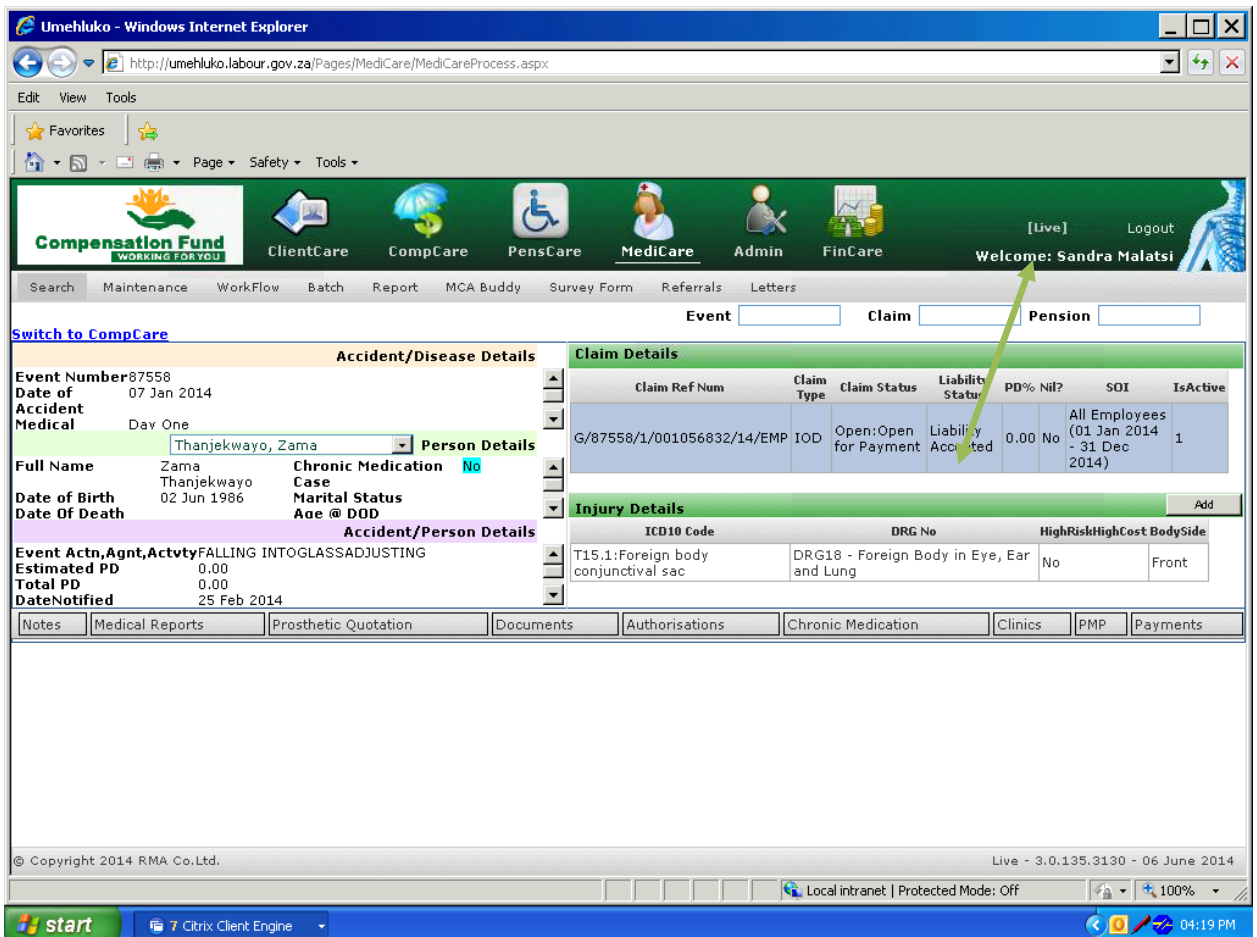 Umehluko - Windows Internet Explorer
http://umehluko.labour.gov.za/Pages/MediCare/MediCareProcess.aspx
Edit View Tools
Favorites
Page Safety Tools
Compensation Fund
WORKING FOR YOU
ClientCare CompCare PensCare MediCare Admin FinCare
[Live] Logout
Welcome: Sandra Malatsi
Search Maintenance WorkFlow Batch Report MCA Buddy Survey Form Referrals Letters
Event Claim Pension
Switch to CompCare
Accident/Disease Details
Event Number87558
Date of 07 Jan 2014
Accident
Medical Day One
Thanjekwayo, Zama Person Details
Full Name Zama Chronic Medication No
Thanjekwayo Case
Date of Birth 02 Jun 1986 Marital Status
Date Of Death Age @ DOD
Accident/Person Details
Event Actn,Agnt,ActvtyFALLING INTOGLASSADJUSTING
Estimated PD 0.00
Total PD 0.00
DateNotified 25 Feb 2014
Claim Details
Claim Ref Num Claim Type Claim Status Liability Status PD% Nil? SOI IsActive
G/87558/1/001056832/14/EMP IOD Open:Open for Payment Liability Accepted 0.00 No All Employees (01 Jan 2014 - 31 Dec 2014) 1
Injury Details Add
ICD10 Code DRG No HighRiskHighCost BodySide
T15.1:Foreign body conjunctival sac DRG18 - Foreign Body in Eye, Ear and Lung No Front
Notes Medical Reports Prosthetic Quotation Documents Authorisations Chronic Medication Clinics PMP Payments
© Copyright 2014 RMA Co.Ltd. Live - 3.0.135.3130 - 06 June 2014
Local intranet | Protected Mode: Off 100%
start 7 Citrix Client Engine 04:19 PM